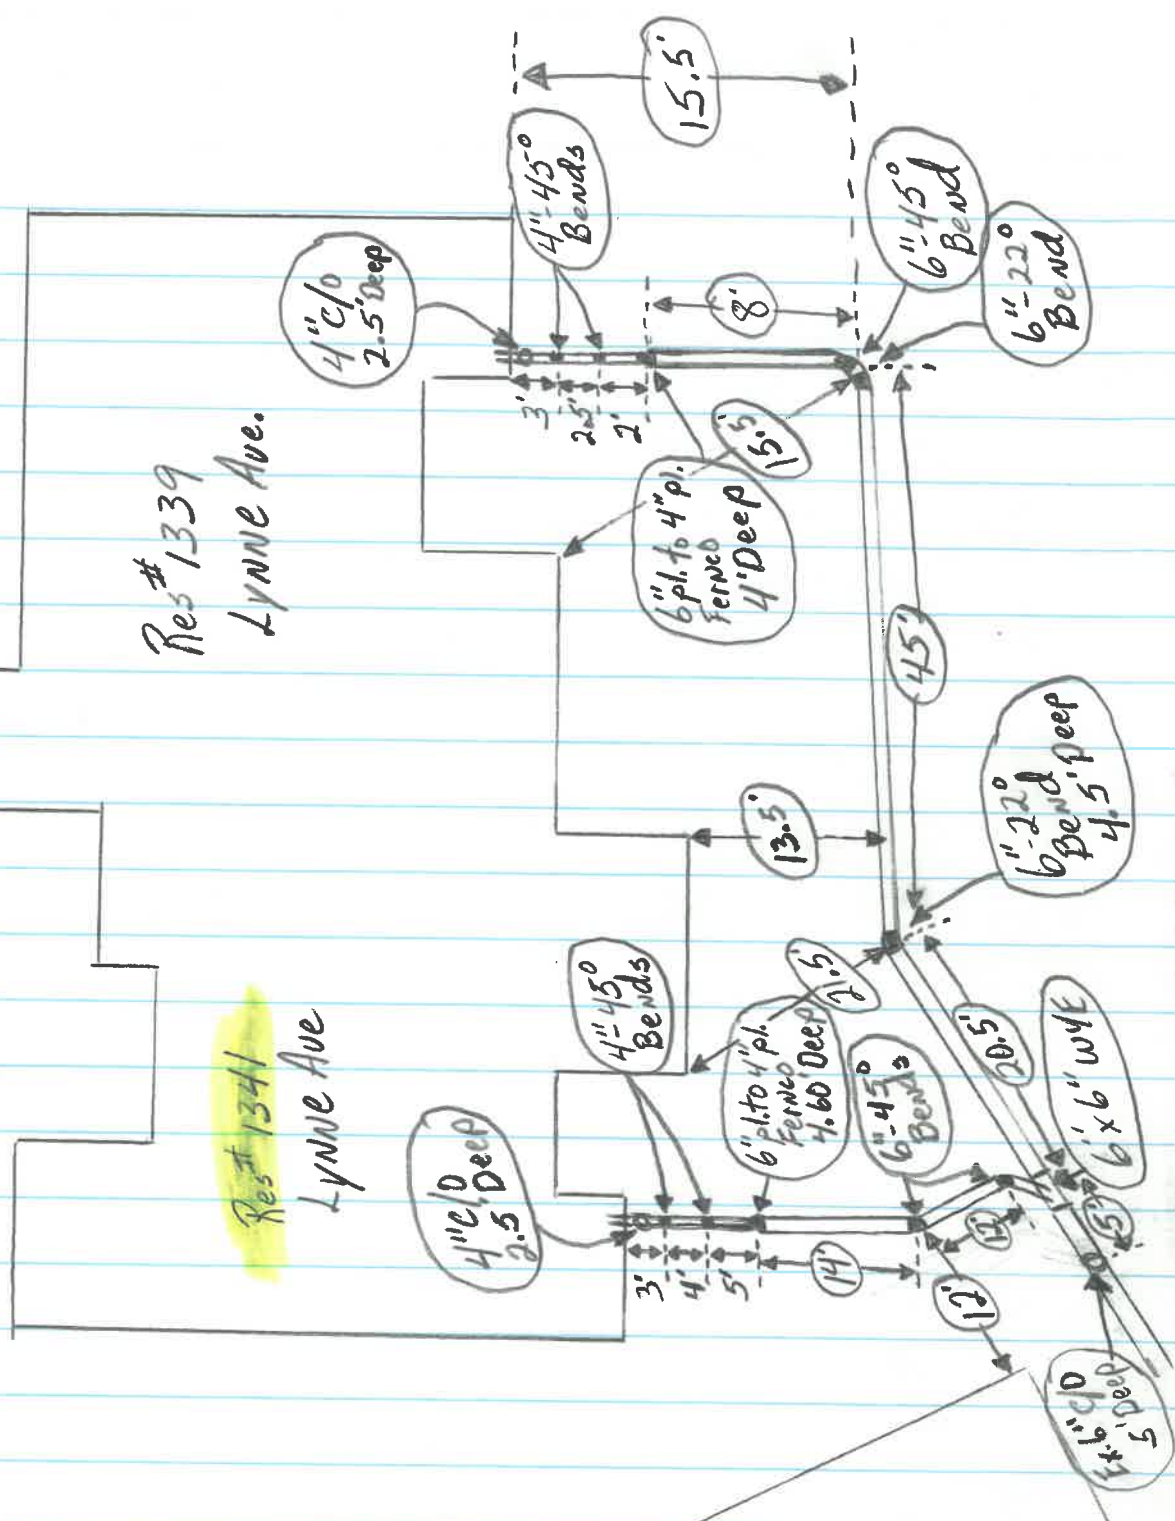 Res# 1339
Lynne Ave.
Res# 1341
Lynne Ave
4" c/o
2.5' Deep
4"-45°
Bends
15.5'
3'
2.5'
2'
8'
6" pl. to 4" pl.
Fernco
4' Deep
15.5'
6"-45°
Bend
6"-22°
Bend
45'
13.5'
6"-22°
Bend
4.5' Deep
4"-45°
Bends
4" c/o
2.5' Deep
3'
4'
5'
14'
6" pl. to 4" pl.
Fernco
4.60' Deep
6"-45°
Bends
20.5'
6"x6" Wye
12'
12'
Ex. 6" c/o
5' Deep